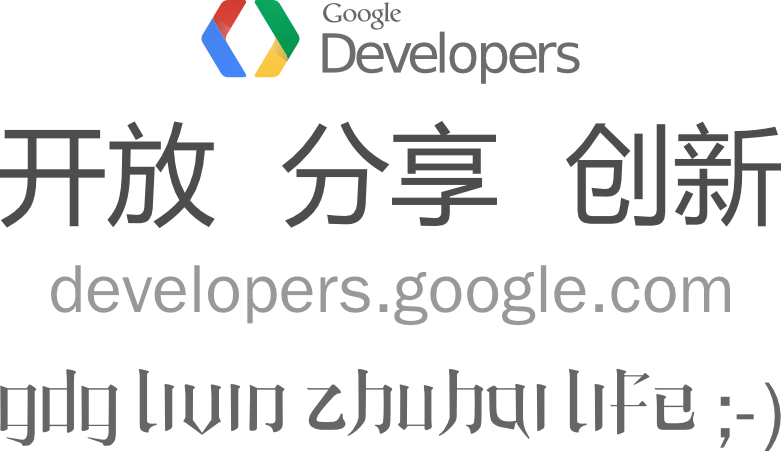 Google
Developers
开放 分享 创新
developers.google.com
gdg livin zhuhai life ;-)